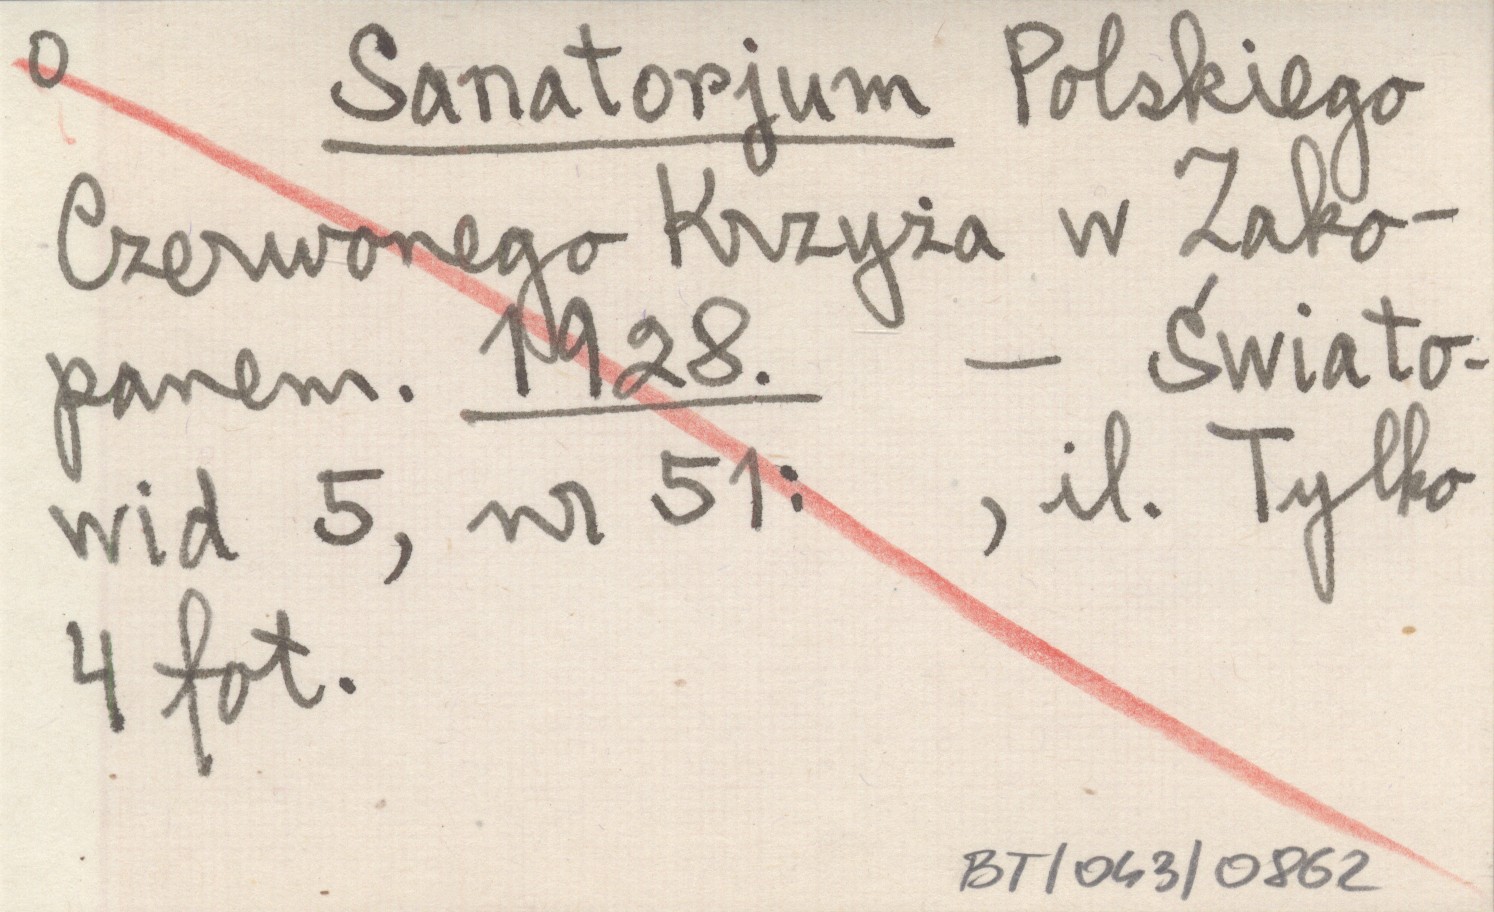 0 Sanatorjum Polskiego
Czerwonego Krzyża w Zako-
panem. 1928. — Świato-
wid 5, nr 51: , il. Tylko
4 fot.
BT/043/0862